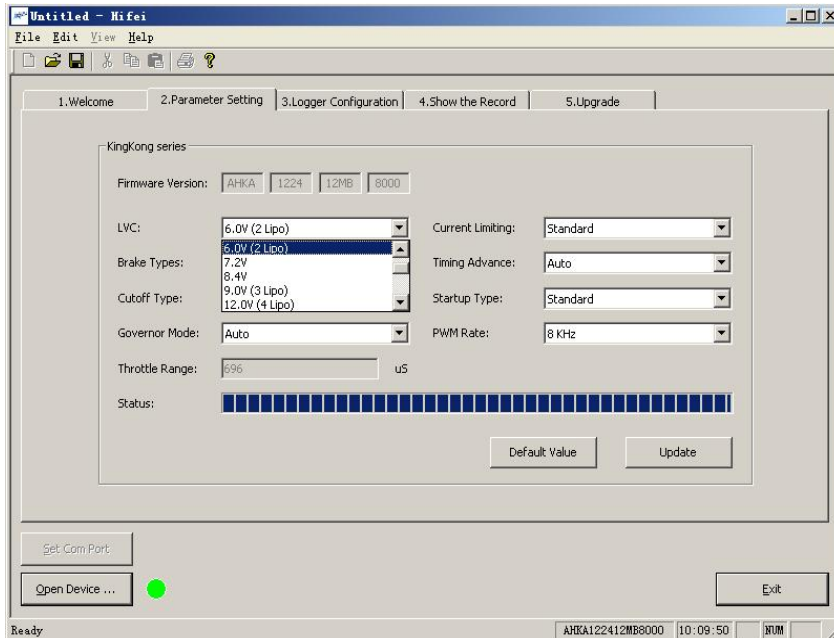 Untitled - Hifei
File Edit View Help
1.Welcome 2.Parameter Setting 3.Logger Configuration 4.Show the Record 5.Upgrade
KingKong series
Firmware Version: AHKA 1224 12MB 8000
LVC: 6.0V (2 Lipo) Current Limiting: Standard
6.0V (2 Lipo)
Brake Types: 7.2V Timing Advance: Auto
8.4V
9.0V (3 Lipo)
Cutoff Type: 12.0V (4 Lipo) Startup Type: Standard
Governor Mode: Auto PWM Rate: 8 KHz
Throttle Range: 696 uS
Status:
Default Value Update
Set Com Port
Open Device ... Exit
Ready AHKA122412MB8000 10:09:50 NUM